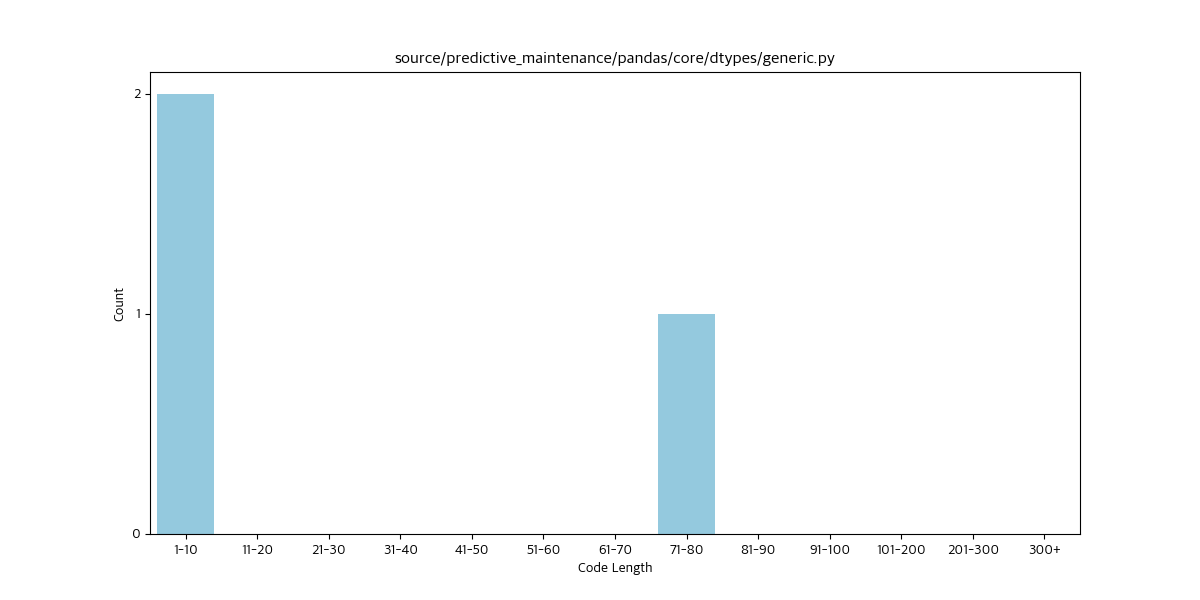 source/predictive_maintenance/pandas/core/dtypes/generic.py
2
1
0
Count
1-10 11-20 21-30 31-40 41-50 51-60 61-70 71-80 81-90 91-100 101-200 201-300 300+
Code Length